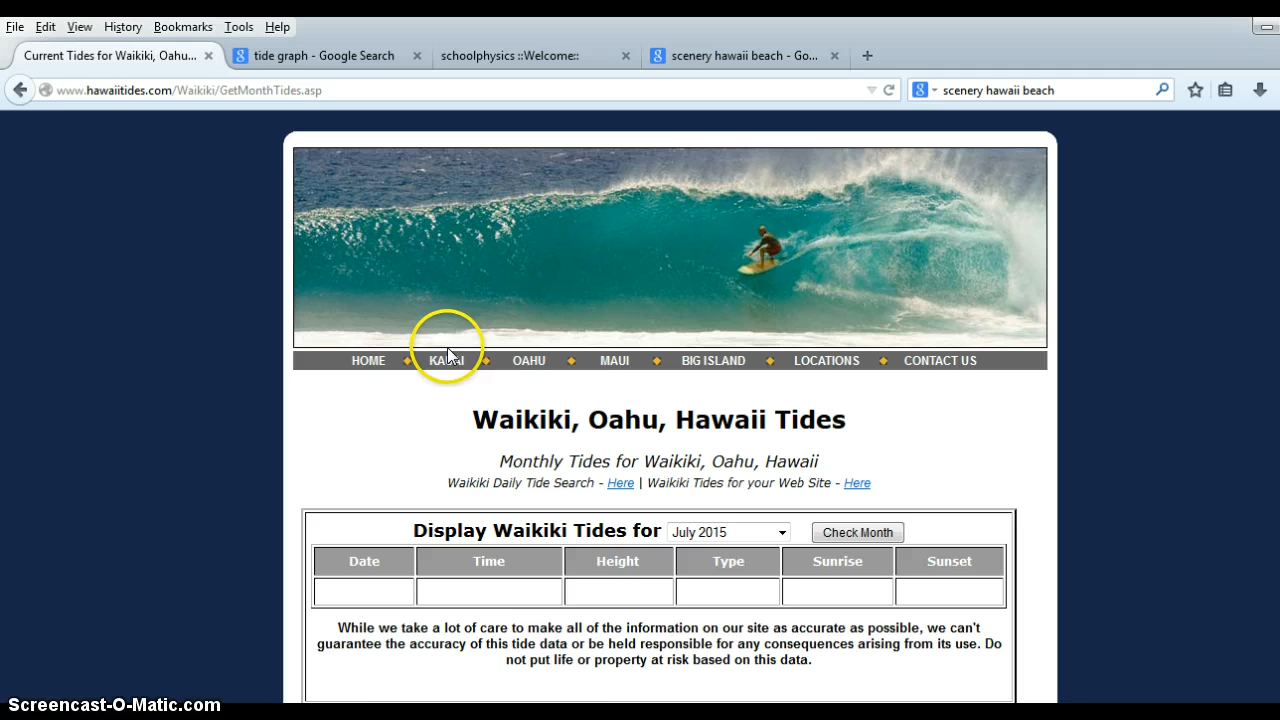 File Edit View History Bookmarks Tools Help
Current Tides for Waikiki, Oahu... tide graph - Google Search schoolphysics ::Welcome:: scenery hawaii beach - Go...
www.hawaiitides.com/Waikiki/GetMonthTides.asp scenery hawaii beach
HOME KAUAI OAHU MAUI BIG ISLAND LOCATIONS CONTACT US
Waikiki, Oahu, Hawaii Tides
Monthly Tides for Waikiki, Oahu, Hawaii
Waikiki Daily Tide Search - Here | Waikiki Tides for your Web Site - Here
Display Waikiki Tides for July 2015 Check Month
Date Time Height Type Sunrise Sunset
While we take a lot of care to make all of the information on our site as accurate as possible, we can't
guarantee the accuracy of this tide data or be held responsible for any consequences arising from its use. Do
not put life or property at risk based on this data.
Screencast-O-Matic.com